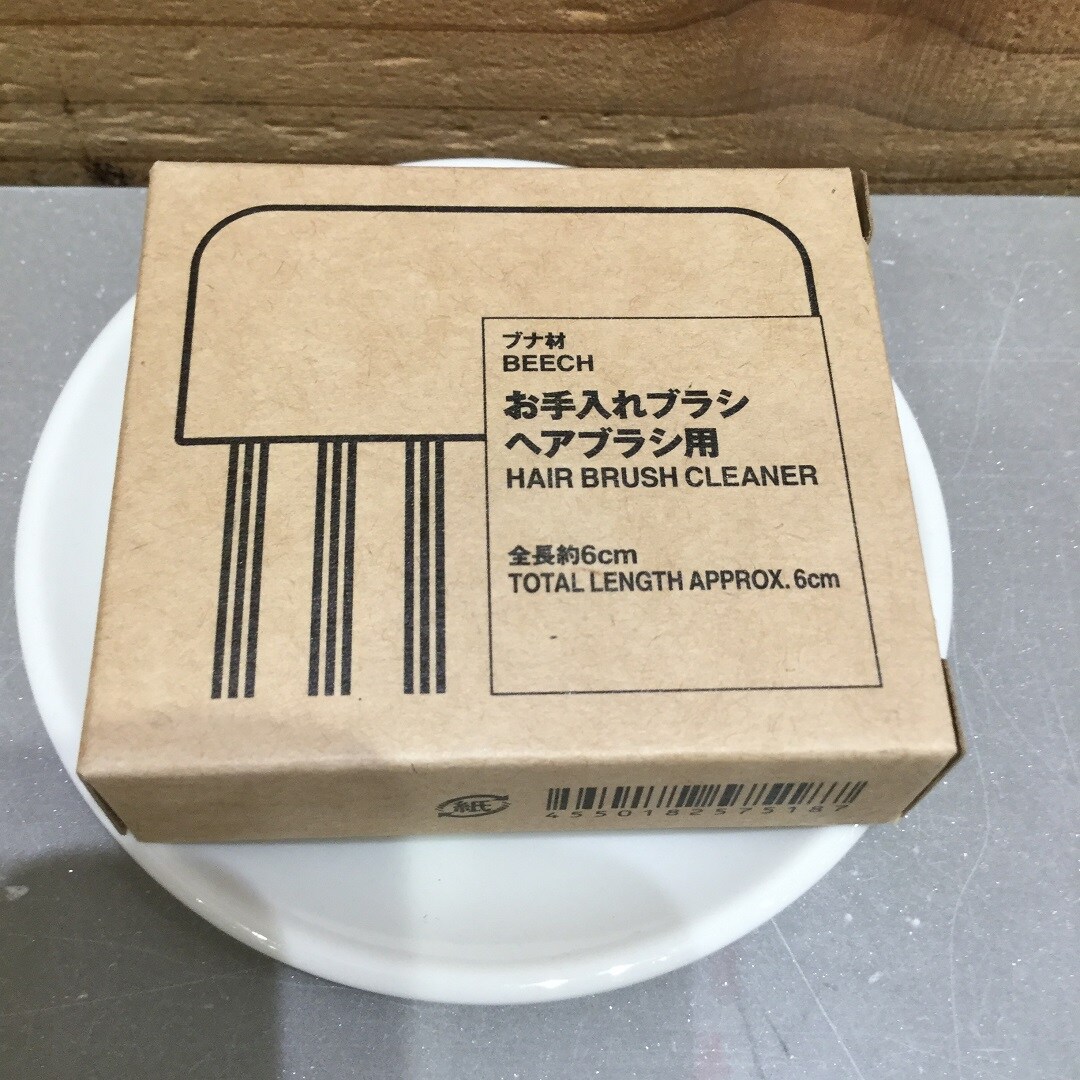 ブナ材
BEECH
お手入れブラシ
ヘアブラシ用
HAIR BRUSH CLEANER
全長約6cm
TOTAL LENGTH APPROX. 6cm
紙
4550182575187